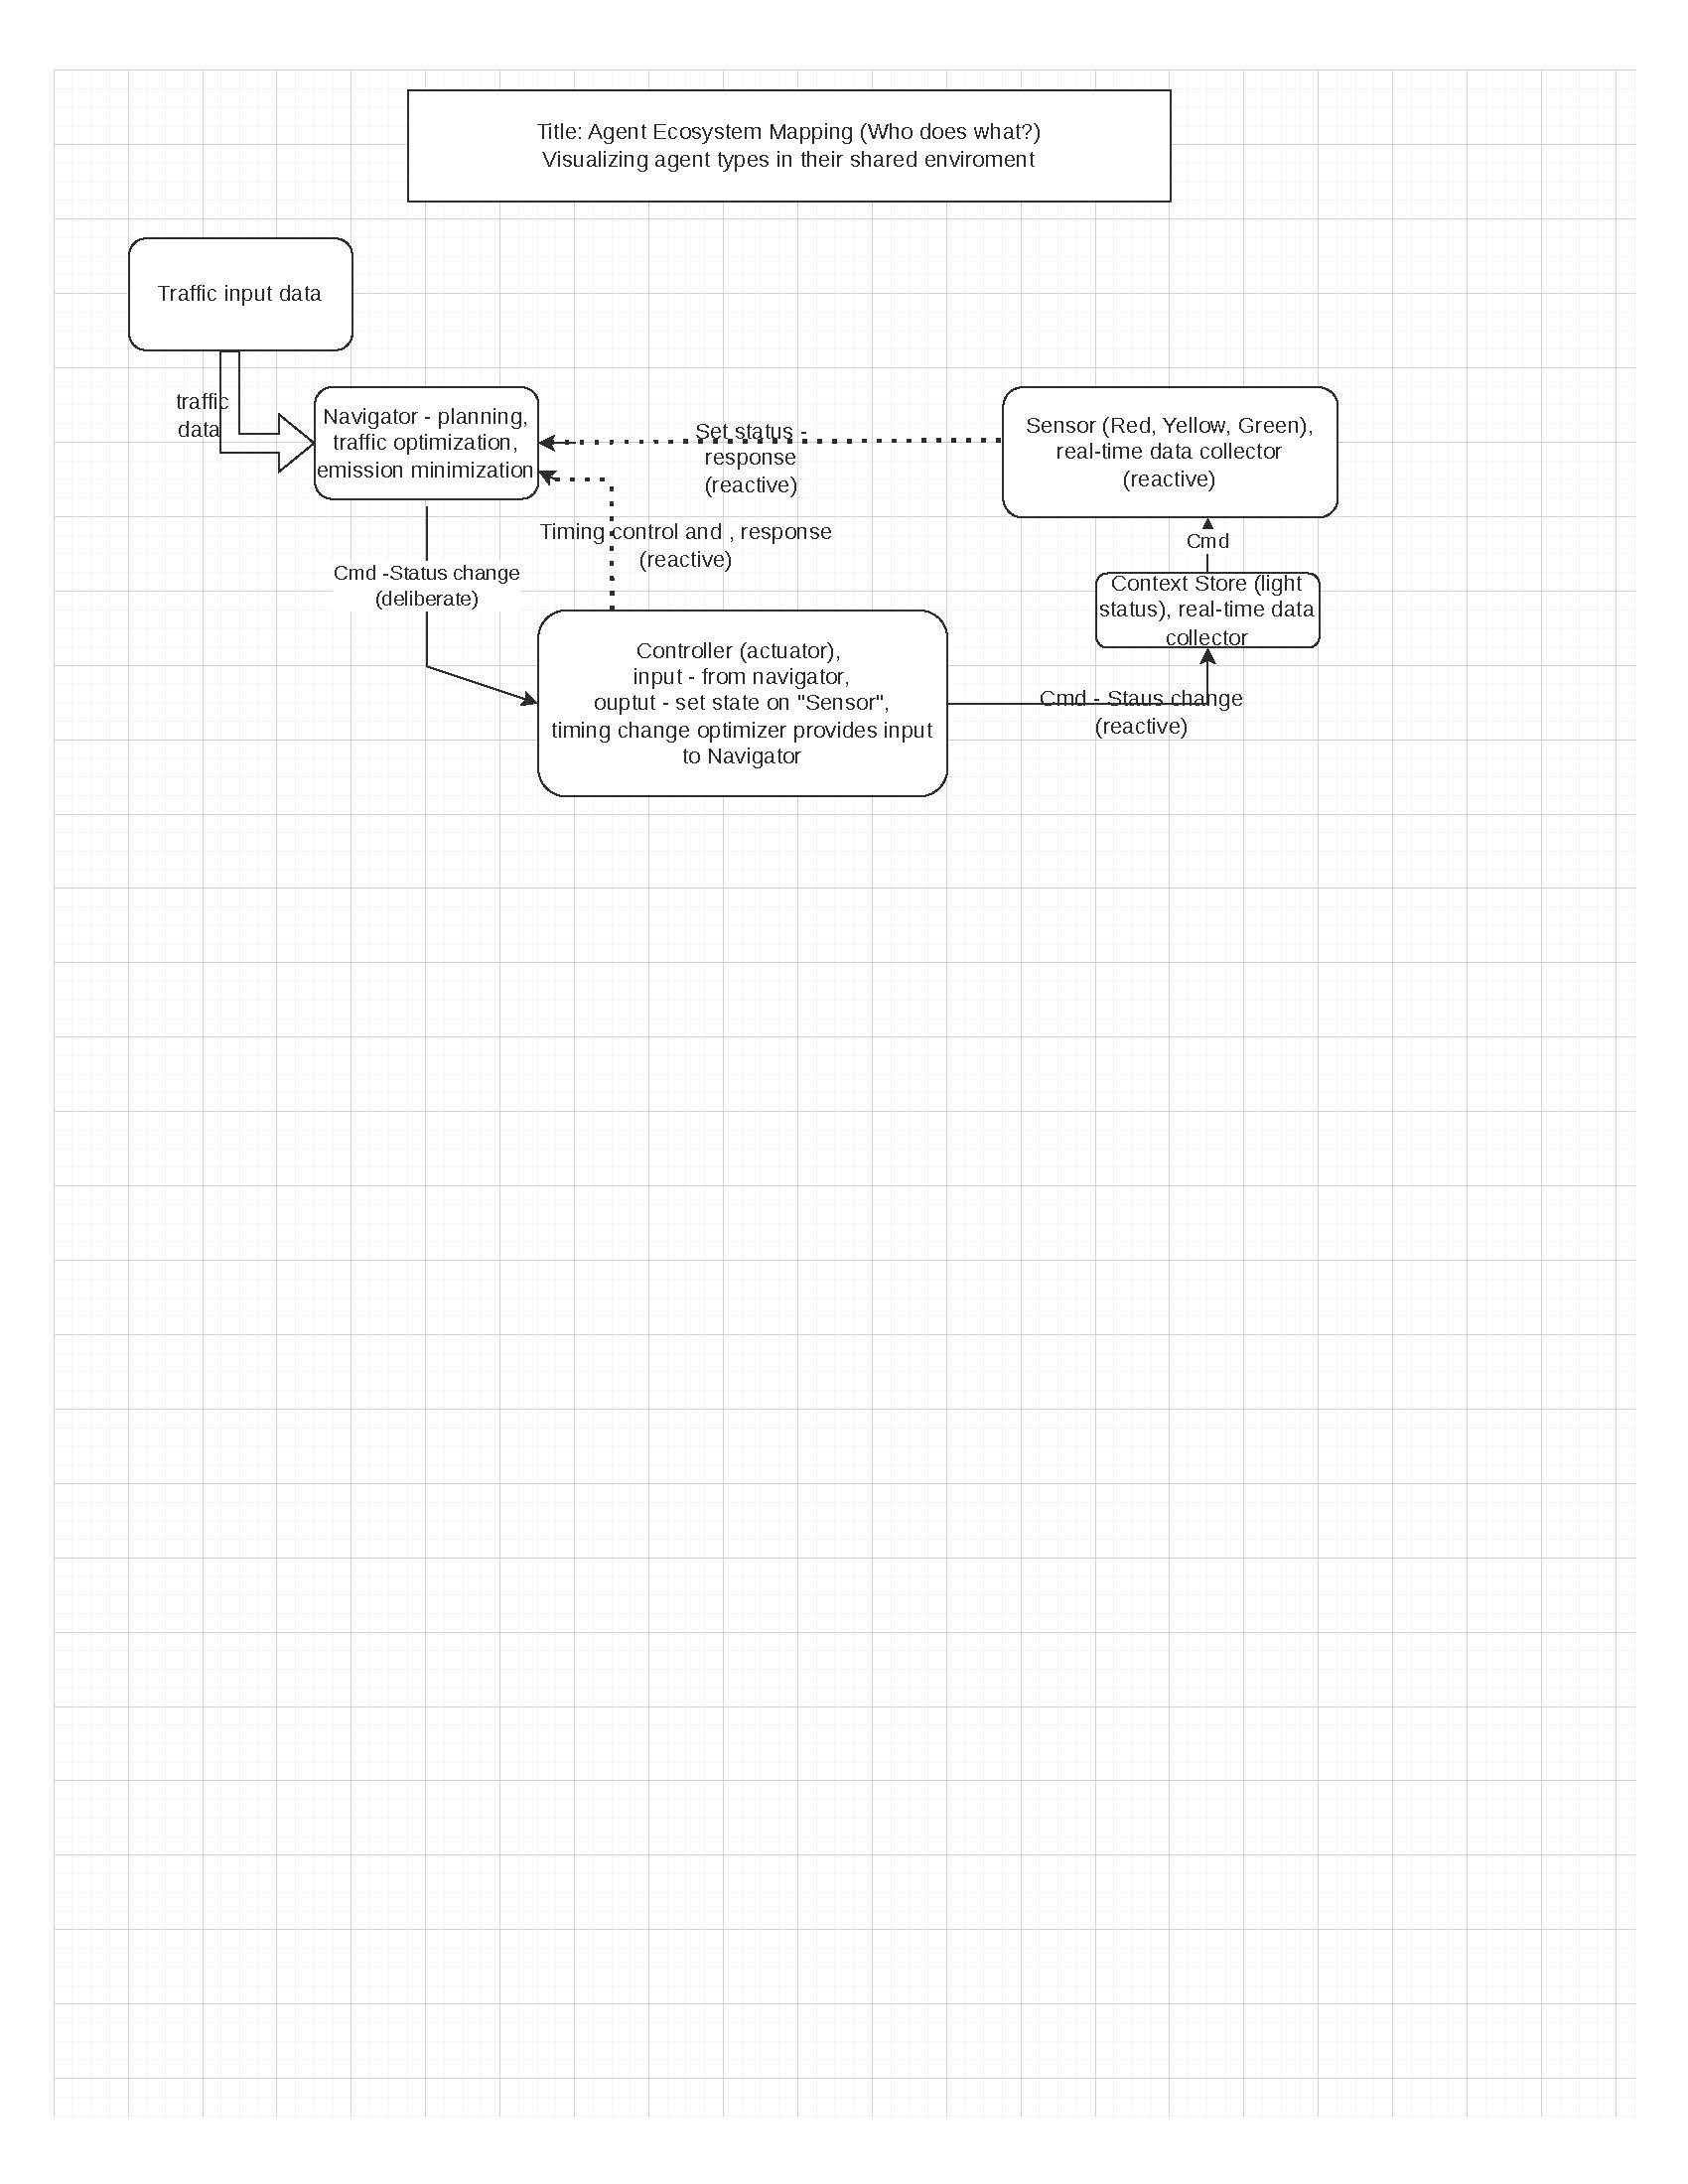 Title: Agent Ecosystem Mapping (Who does what?)
Visualizing agent types in their shared enviroment
Traffic input data
traffic
data
Navigator - planning,
traffic optimization,
emission minimization
Set status -
response
(reactive)
Sensor (Red, Yellow, Green),
real-time data collector
(reactive)
Timing control and , response
(reactive)
Cmd
Cmd -Status change
(deliberate)
Context Store (light
status), real-time data
collector
Controller (actuator),
input - from navigator,
ouptut - set state on "Sensor",
timing change optimizer provides input
to Navigator
Cmd - Staus change
(reactive)